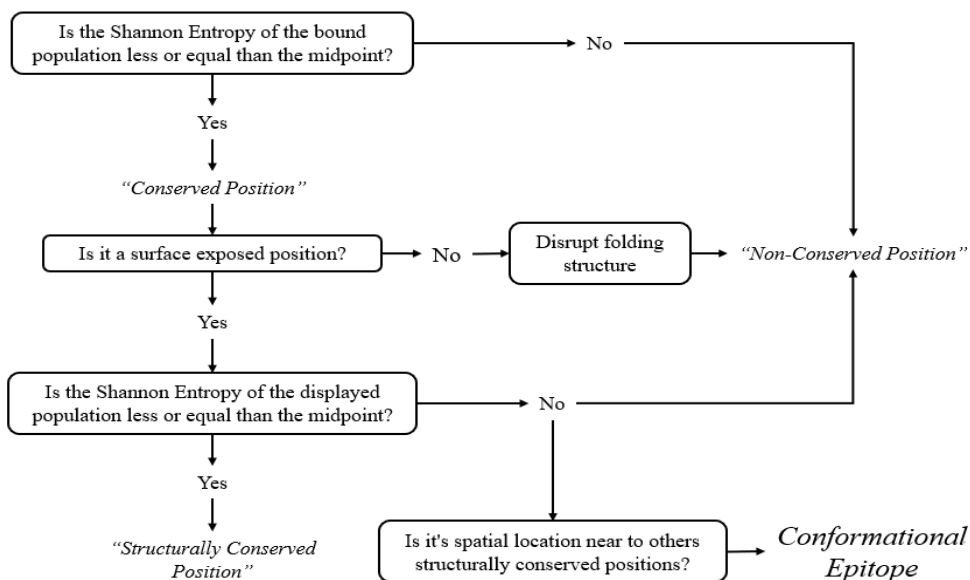 Is the Shannon Entropy of the bound
population less or equal than the midpoint?
No
Yes
“Conserved Position”
Is it a surface exposed position?
No
Disrupt folding
structure
“Non-Conserved Position”
Yes
Is the Shannon Entropy of the displayed
population less or equal than the midpoint?
No
Yes
“Structurally Conserved
Position”
Is it's spatial location near to others
structurally conserved positions?
Conformational
Epitope